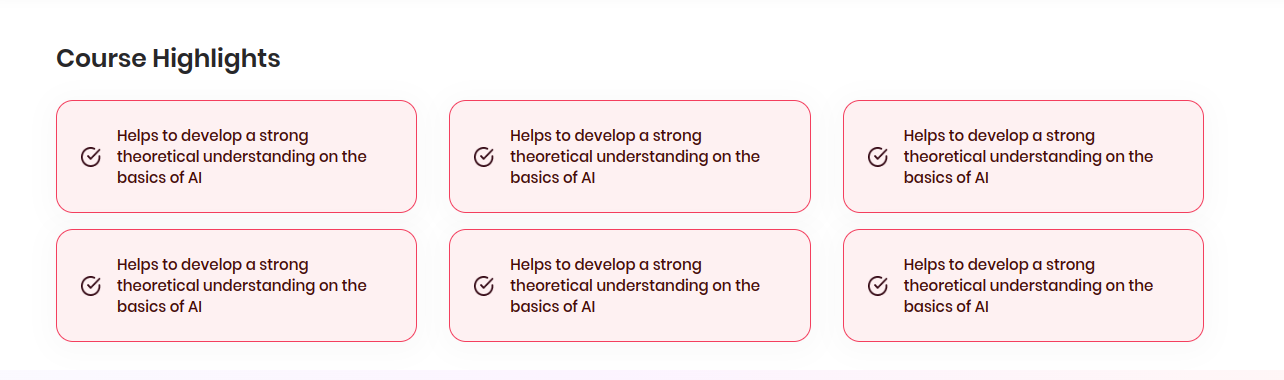 Course Highlights
Helps to develop a strong
theoretical understanding on the
basics of AI
Helps to develop a strong
theoretical understanding on the
basics of AI
Helps to develop a strong
theoretical understanding on the
basics of AI
Helps to develop a strong
theoretical understanding on the
basics of AI
Helps to develop a strong
theoretical understanding on the
basics of AI
Helps to develop a strong
theoretical understanding on the
basics of AI